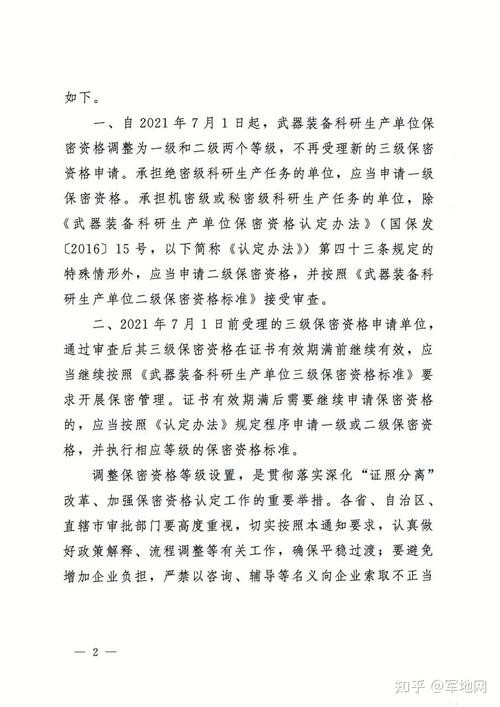 如下。
一、自2021年7月1日起，武器装备科研生产单位保
密资格调整为一级和二级两个等级，不再受理新的三级保密
资格申请。承担绝密级科研生产任务的单位，应当申请一级
保密资格。承担机密级或秘密级科研生产任务的单位，除
《武器装备科研生产单位保密资格认定办法》（国保发
〔2016〕15号，以下简称《认定办法》）第四十三条规定的
特殊情形外，应当申请二级保密资格，并按照《武器装备科
研生产单位二级保密资格标准》接受审查。
二、2021年7月1日前受理的三级保密资格申请单位，
通过审查后其三级保密资格在证书有效期满前继续有效，应
当继续按照《武器装备科研生产单位三级保密资格标准》要
求开展保密管理。证书有效期满后需要继续申请保密资格
的，应当按照《认定办法》规定程序申请一级或二级保密资
格，并执行相应等级的保密资格标准。
调整保密资格等级设置，是贯彻落实深化“证照分离”
改革、加强保密资格认定工作的重要举措。各省、自治区、
直辖市审批部门要高度重视，切实按照本通知要求，认真做
好政策解释、流程调整等有关工作，确保平稳过渡；要避免
增加企业负担，严禁以咨询、辅导等名义向企业索取不正当
— 2 —
知乎 @军地网